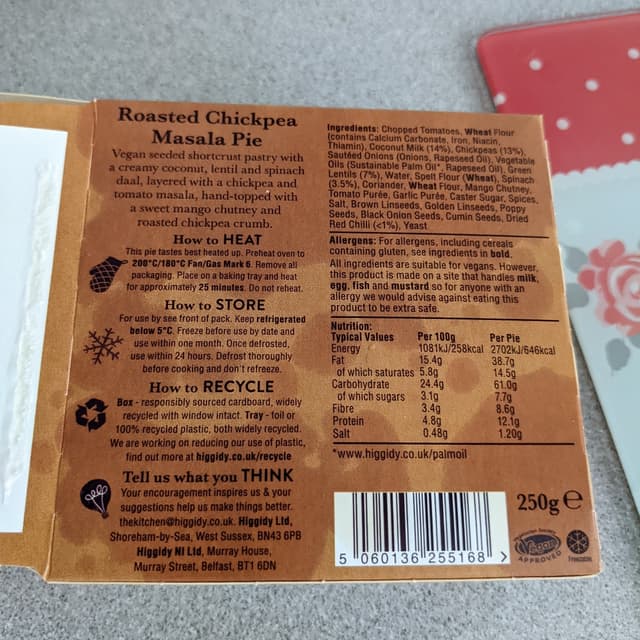 Roasted Chickpea
Masala Pie
Vegan seeded shortcrust pastry with
a creamy coconut, lentil and spinach
daal, layered with a chickpea and
tomato masala, hand-topped with
a sweet mango chutney and
roasted chickpea crumb.
How to HEAT
This pie tastes best heated up. Preheat oven to
200°C/180°C Fan/Gas Mark 6. Remove all
packaging. Place on a baking tray and heat
for approximately 25 minutes. Do not reheat.
How to STORE
For use by see front of pack. Keep refrigerated
below 5°C. Freeze before use by date and
use within one month. Once defrosted,
use within 24 hours. Defrost thoroughly
before cooking and don't refreeze.
How to RECYCLE
Box - responsibly sourced cardboard, widely
recycled with window intact. Tray - foil or
100% recycled plastic, both widely recycled.
We are working on reducing our use of plastic,
find out more at higgidy.co.uk/recycle
Tell us what you THINK
Your encouragement inspires us & your
suggestions help us make things better.
thekitchen@higgidy.co.uk. Higgidy Ltd,
Shoreham-by-Sea, West Sussex, BN43 6PB
Higgidy NI Ltd, Murray House,
Murray Street, Belfast, BT1 6DN
Ingredients: Chopped Tomatoes, Wheat Flour
(contains Calcium Carbonate, Iron, Niacin,
Thiamin), Coconut Milk (14%), Chickpeas (13%),
Sautéed Onions (Onions, Rapeseed Oil), Vegetable
Oils (Sustainable Palm Oil*, Rapeseed Oil), Green
Lentils (7%), Water, Spelt Flour (Wheat), Spinach
(3.5%), Coriander, Wheat Flour, Mango Chutney,
Tomato Purée, Garlic Purée, Caster Sugar, Spices,
Salt, Brown Linseeds, Golden Linseeds, Poppy
Seeds, Black Onion Seeds, Cumin Seeds, Dried
Red Chilli (<1%), Yeast
Allergens: For allergens, including cereals
containing gluten, see ingredients in bold.
All ingredients are suitable for vegans. However,
this product is made on a site that handles milk,
egg, fish and mustard so for anyone with an
allergy we would advise against eating this
product to be extra safe.
Nutrition:
Typical Values Per 100g Per Pie
Energy 1081kJ/258kcal 2702kJ/646kcal
Fat 15.4g 38.7g
of which saturates 5.8g 14.5g
Carbohydrate 24.4g 61.0g
of which sugars 3.1g 7.7g
Fibre 3.4g 8.6g
Protein 4.8g 12.1g
Salt 0.48g 1.20g
*www.higgidy.co.uk/palmoil
250g e
5 060136 255168 >
Vegan
APPROVED